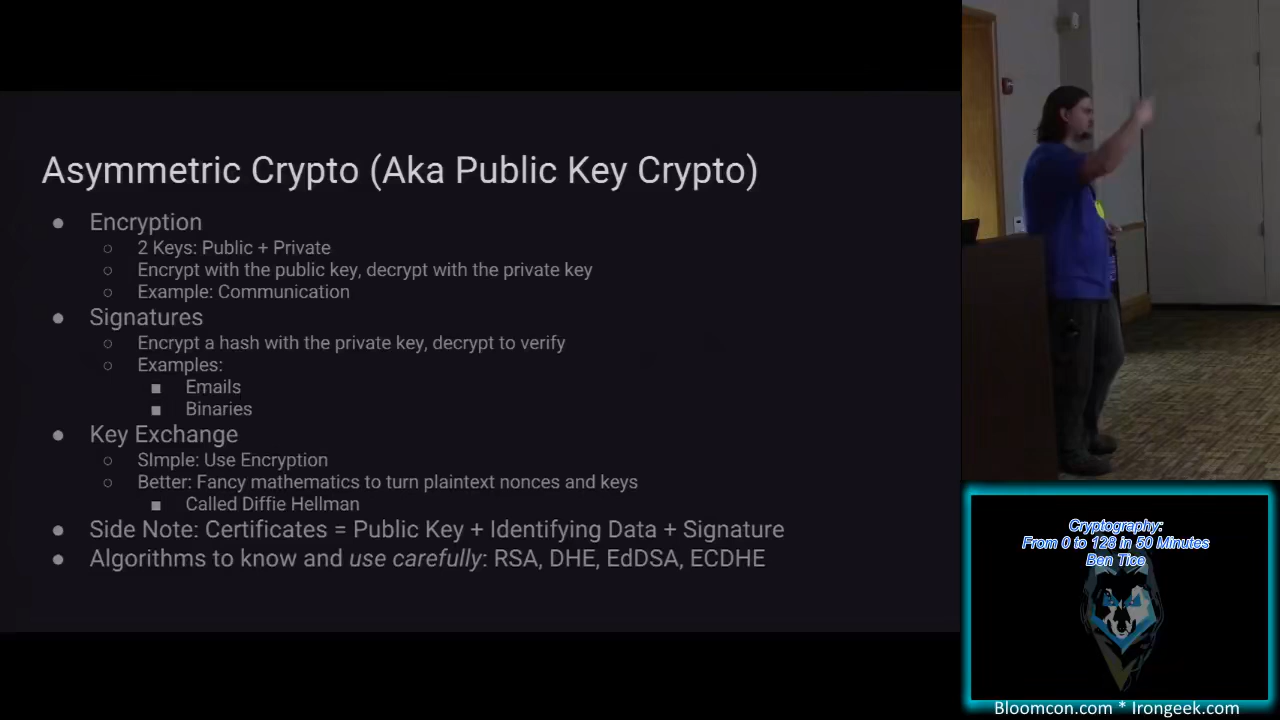 Asymmetric Crypto (Aka Public Key Crypto)
● Encryption
○ 2 Keys: Public + Private
○ Encrypt with the public key, decrypt with the private key
○ Example: Communication
● Signatures
○ Encrypt a hash with the private key, decrypt to verify
○ Examples:
■ Emails
■ Binaries
● Key Exchange
○ SImple: Use Encryption
○ Better: Fancy mathematics to turn plaintext nonces and keys
■ Called Diffie Hellman
● Side Note: Certificates = Public Key + Identifying Data + Signature
● Algorithms to know and use carefully: RSA, DHE, EdDSA, ECDHE
Cryptography:
From 0 to 128 in 50 Minutes
Ben Tice
Bloomcon.com * Irongeek.com